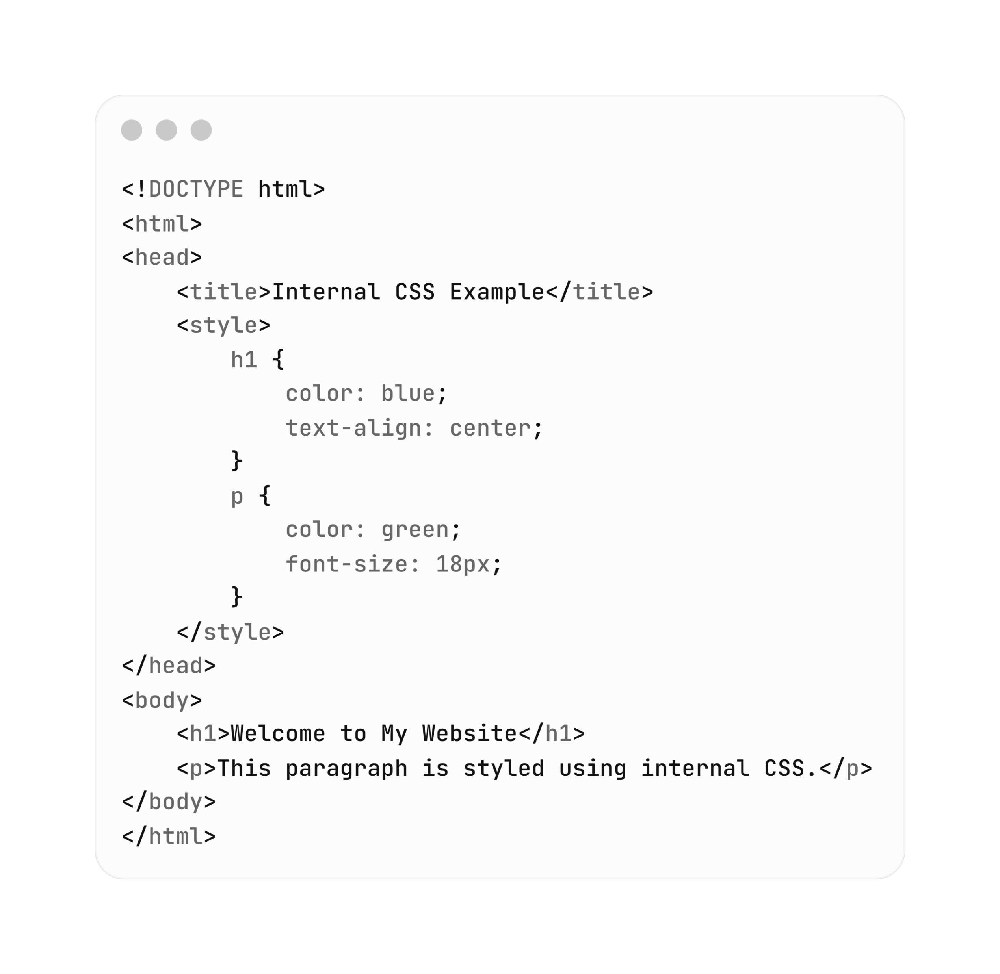 <!DOCTYPE html>
<html>
<head>
    <title>Internal CSS Example</title>
    <style>
        h1 {
            color: blue;
            text-align: center;
        }
        p {
            color: green;
            font-size: 18px;
        }
    </style>
</head>
<body>
    <h1>Welcome to My Website</h1>
    <p>This paragraph is styled using internal CSS.</p>
</body>
</html>